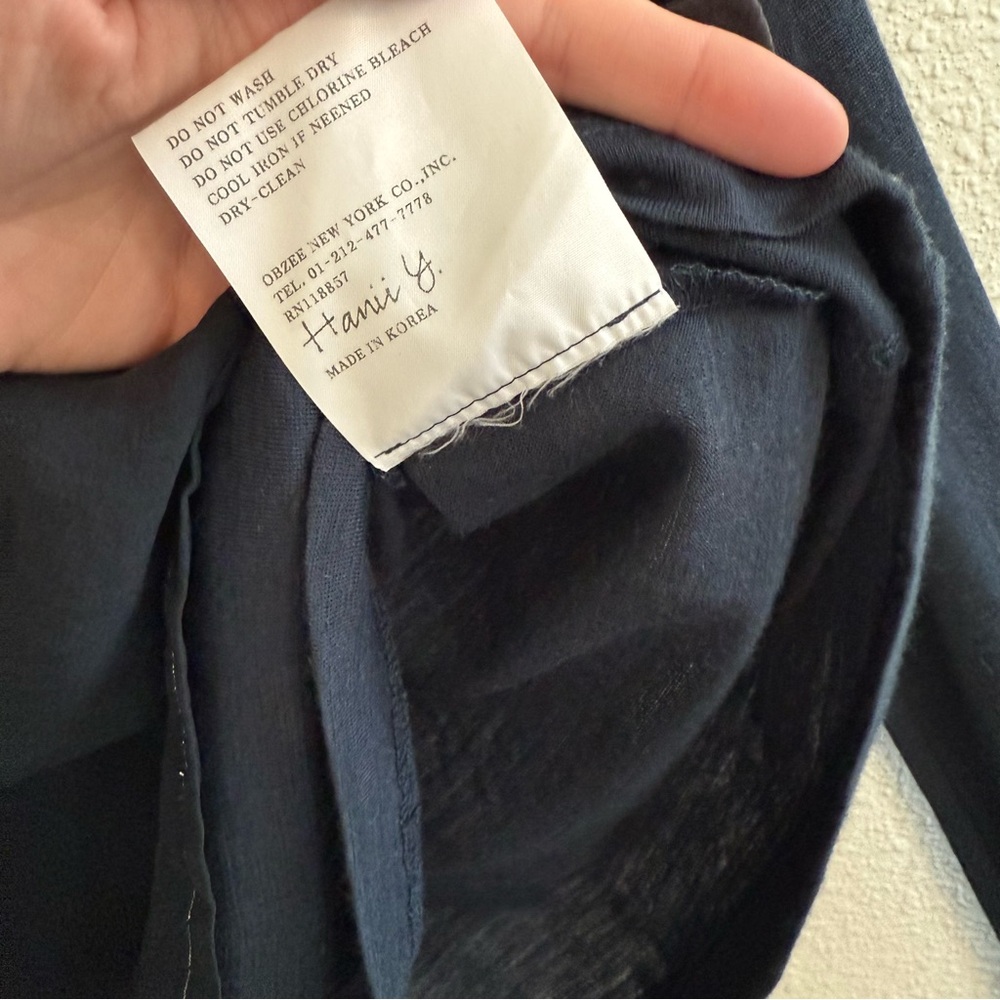 DO NOT WASH
DO NOT TUMBLE DRY
DO NOT USE CHLORINE BLEACH
COOL IRON IF NEENED
DRY-CLEAN
OBZEE NEW YORK CO.,INC.
TEL. 01-212-477-7778
RN118857
Hanii Y.
MADE IN KOREA